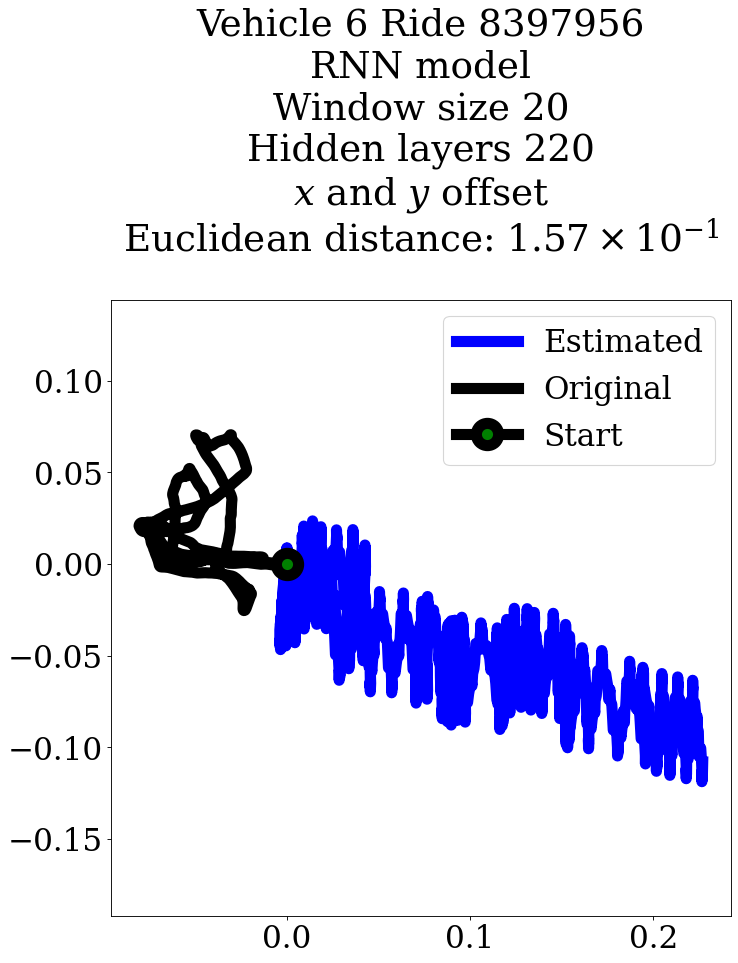 Vehicle 6 Ride 8397956
RNN model
Window size 20
Hidden layers 220
x and y offset
Euclidean distance: 1.57 × 10⁻¹
Estimated
Original
Start
0.10
0.05
0.00
−0.05
−0.10
−0.15
0.0 0.1 0.2